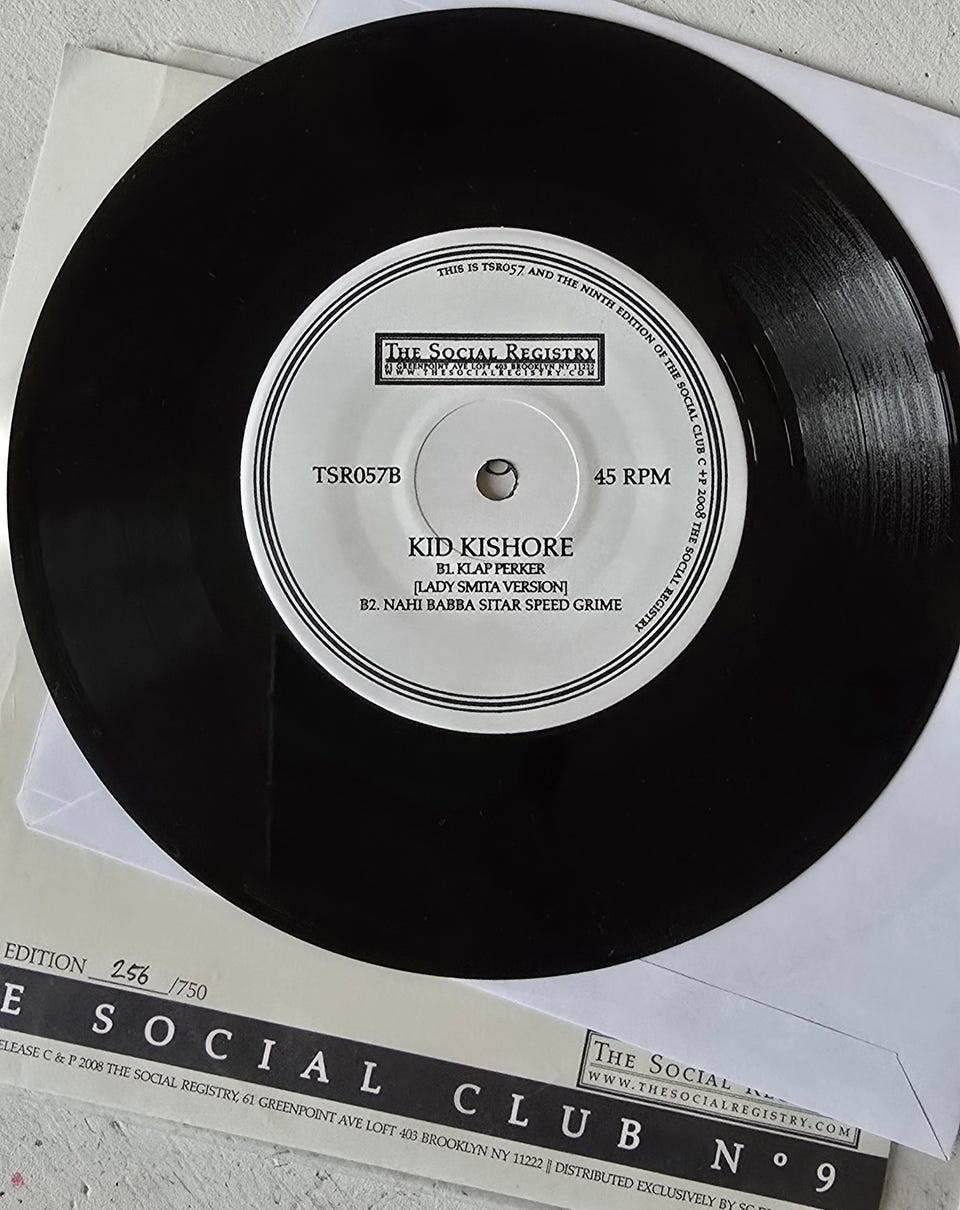 THIS IS TSR057 AND THE NINTH EDITION OF THE SOCIAL CLUB C + P 2008 THE SOCIAL REGISTRY
THE SOCIAL REGISTRY
61 GREENPOINT AVE LOFT 403 BROOKLYN NY 11222
WWW.THESOCIALREGISTRY.COM
TSR057B
45 RPM
KID KISHORE
B1. KLAP PERKER
[LADY SMITA VERSION]
B2. NAHI BABBA SITAR SPEED GRIME
EDITION 256 /750
E SOCIAL CLUB Nº 9
THE SOCIAL
WWW.THESOCIALREGISTRY.COM
ELEASE C & P 2008 THE SOCIAL REGISTRY, 61 GREENPOINT AVE LOFT 403 BROOKLYN NY 11222 || DISTRIBUTED EXCLUSIVELY BY